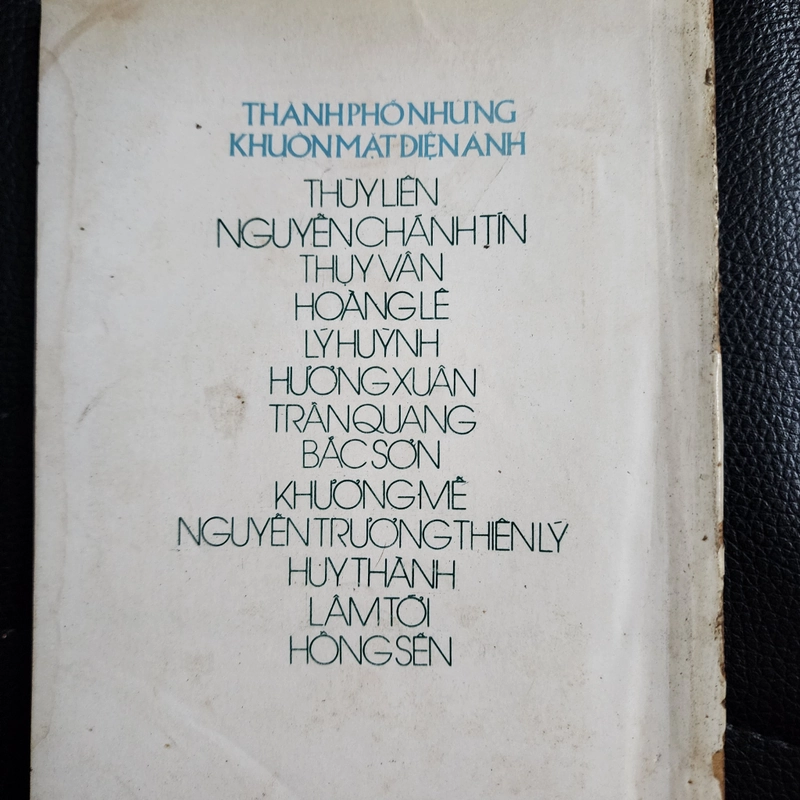 THÀNH PHỐ NHỮNG
KHUÔN MẶT ĐIỆN ẢNH
THÙY LIÊN
NGUYỄN CHÁNH TÍN
THỤY VÂN
HOÀNG LÊ
LÝ HUỲNH
HƯƠNG XUÂN
TRẦN QUANG
BẮC SƠN
KHƯƠNG MỄ
NGUYỄN TRƯƠNG THIÊN LÝ
HUY THÀNH
LÂM TỚI
HỒNG SẾN